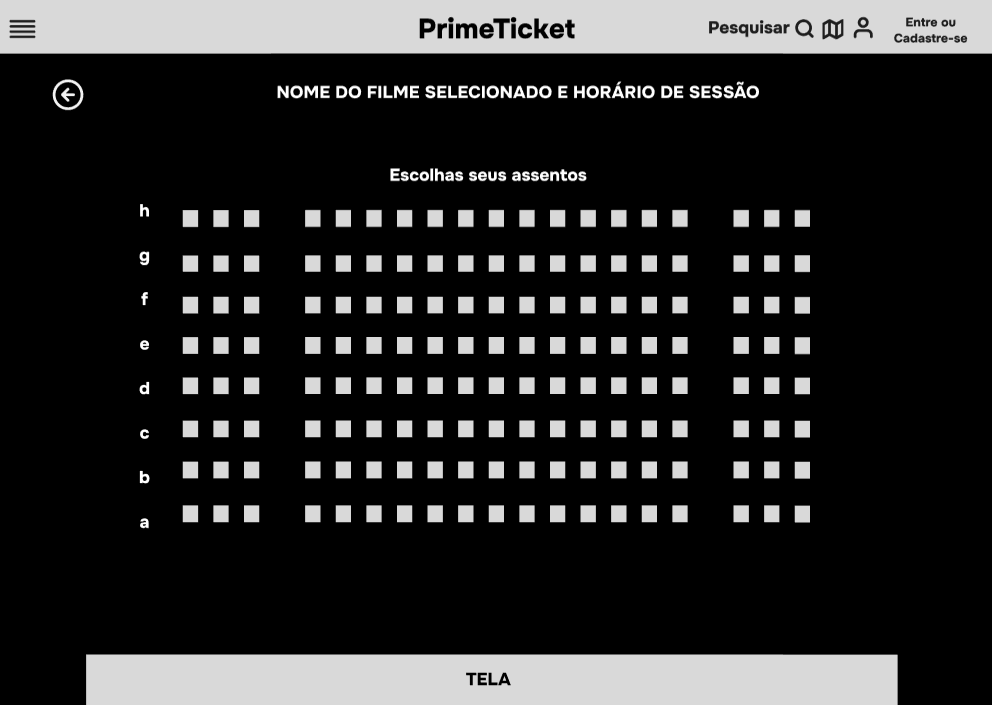 PrimeTicket
Pesquisar
Entre ou
Cadastre-se
NOME DO FILME SELECIONADO E HORÁRIO DE SESSÃO
Escolhas seus assentos
h
g
f
e
d
c
b
a
TELA